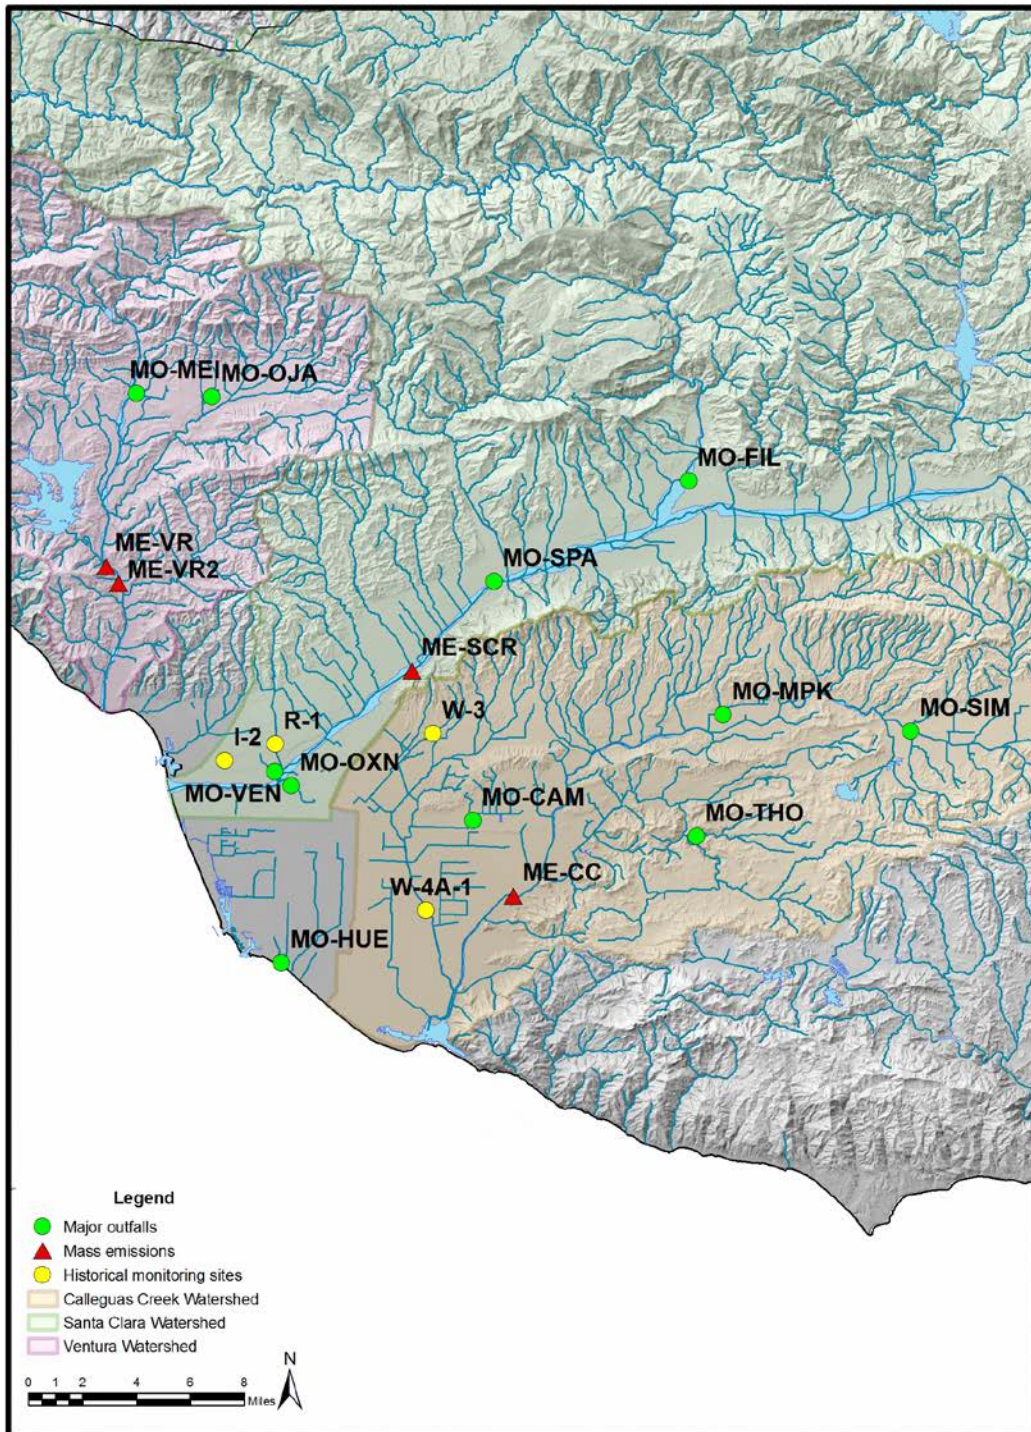 MO-MEI
MO-OJA
MO-FIL
ME-VR
ME-VR2
MO-SPA
ME-SCR
MO-MPK
W-3
MO-SIM
R-1
I-2
MO-OXN
MO-VEN
MO-CAM
MO-THO
ME-CC
W-4A-1
MO-HUE
Legend
Major outfalls
Mass emissions
Historical monitoring sites
Calleguas Creek Watershed
Santa Clara Watershed
Ventura Watershed
N
0 1 2 4 6 8
Miles